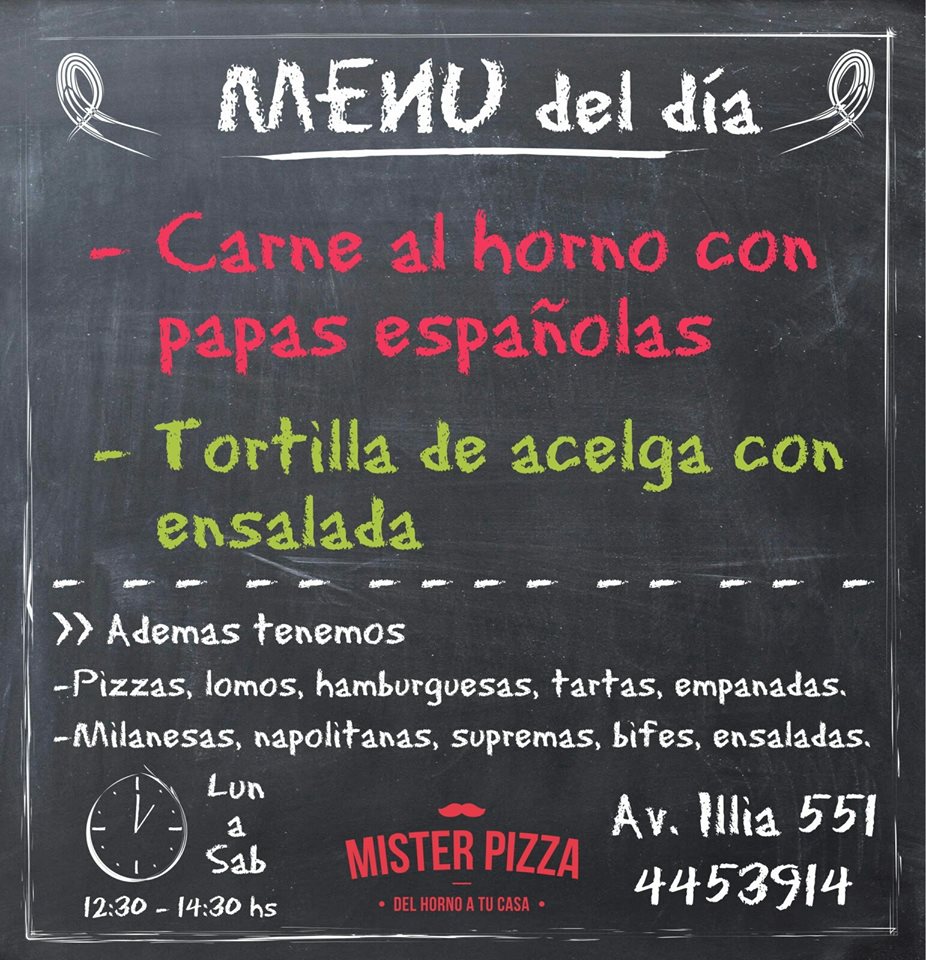 MENU del día
- Carne al horno con
papas españolas
- Tortilla de acelga con
ensalada
>> Ademas tenemos
-Pizzas, lomos, hamburguesas, tartas, empanadas.
-Milanesas, napolitanas, supremas, bifes, ensaladas.
Lun
a
Sab
12:30 - 14:30 hs
MISTER PIZZA
• DEL HORNO A TU CASA •
Av. Illia 551
4453914